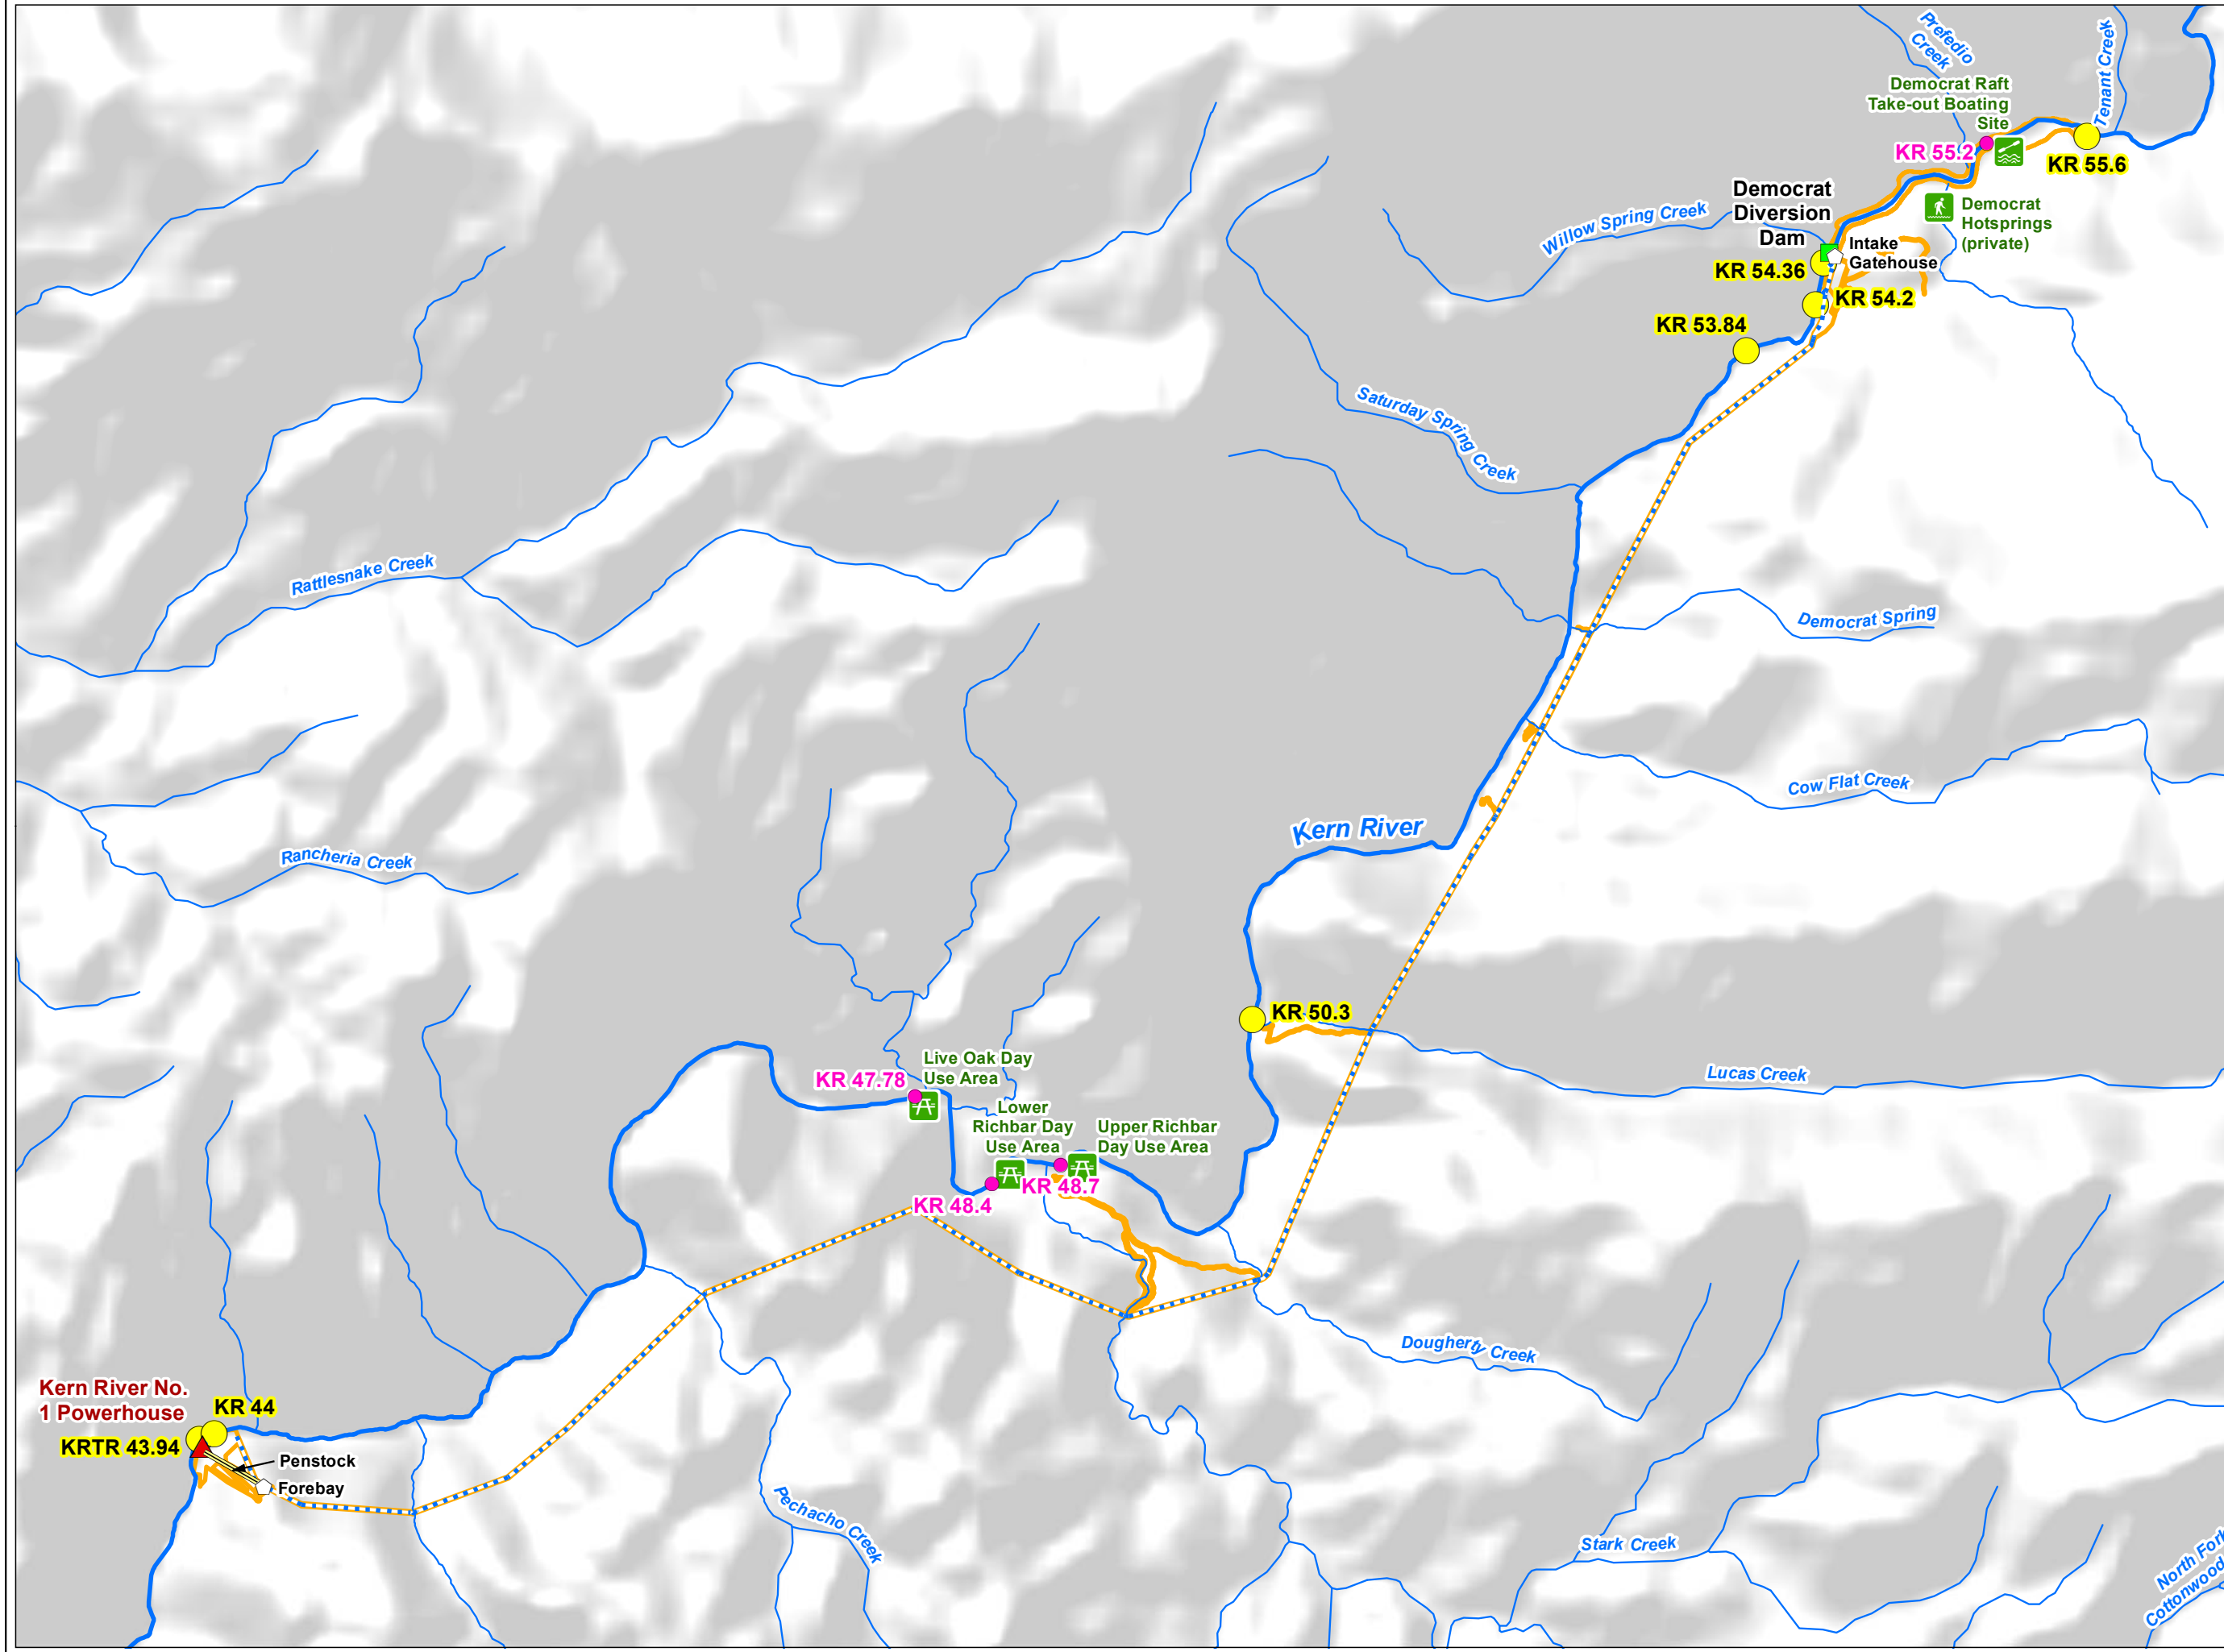 Prefedio
Creek
Tenant Creek
Democrat Raft
Take-out Boating
Site
KR 55.2
KR 55.6
Democrat
Diversion
Dam
Democrat
Hotsprings
(private)
Willow Spring Creek
Intake
Gatehouse
KR 54.36
KR 54.2
KR 53.84
Saturday Spring Creek
Rattlesnake Creek
Democrat Spring
Cow Flat Creek
Kern River
Rancheria Creek
KR 50.3
Live Oak Day
Use Area
KR 47.78
Lucas Creek
Lower
Richbar Day
Use Area
Upper Richbar
Day Use Area
KR 48.7
KR 48.4
Dougherty Creek
Kern River No.
1 Powerhouse
KR 44
KRTR 43.94
Penstock
Forebay
Pechacho Creek
Stark Creek
North Fork
Cottonwood